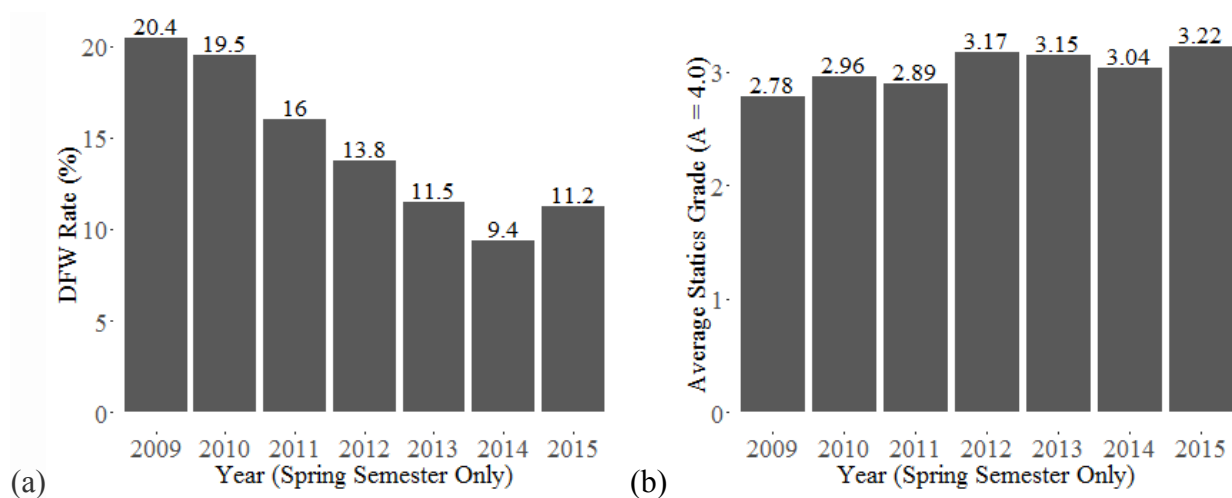 DFW Rate (%)
20
15
10
5
0
20.4
19.5
16
13.8
11.5
9.4
11.2
2009 2010 2011 2012 2013 2014 2015
Year (Spring Semester Only)
(a)
Average Statics Grade (A = 4.0)
3
2
1
0
2.78
2.96
2.89
3.17
3.15
3.04
3.22
2009 2010 2011 2012 2013 2014 2015
Year (Spring Semester Only)
(b)